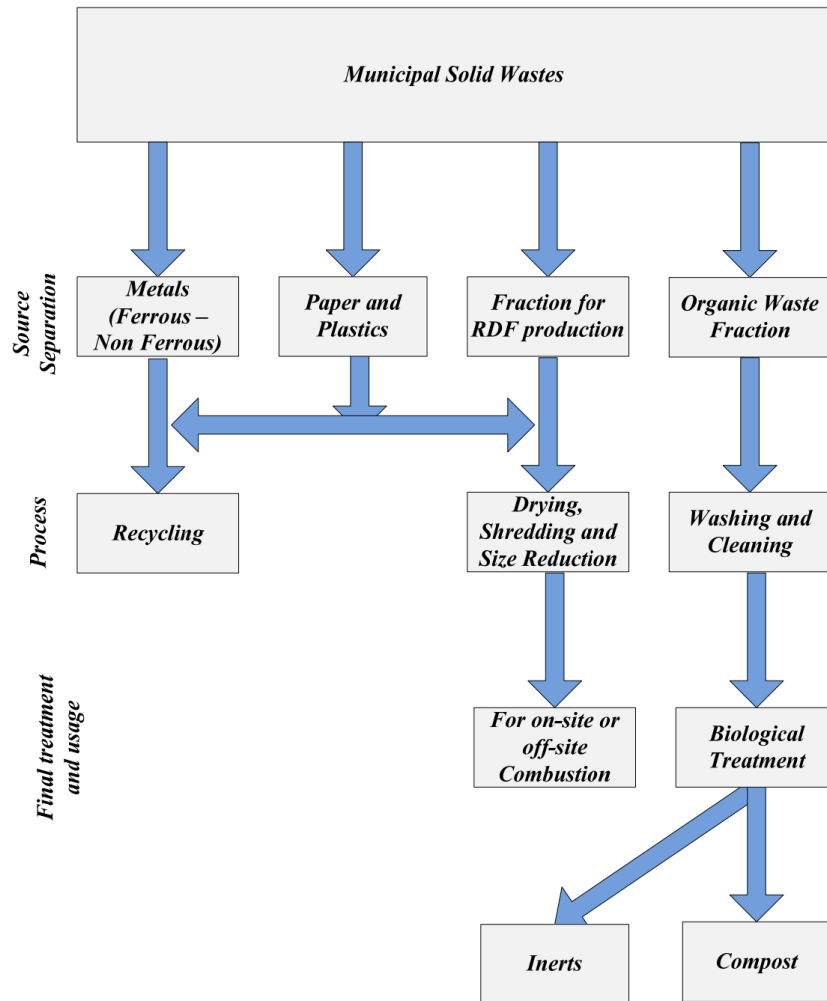 Municipal Solid Wastes
Source
Separation
Metals
(Ferrous –
Non Ferrous)
Paper and
Plastics
Fraction for
RDF production
Organic Waste
Fraction
Process
Recycling
Drying,
Shredding and
Size Reduction
Washing and
Cleaning
Final treatment
and usage
For on-site or
off-site
Combustion
Biological
Treatment
Inerts
Compost